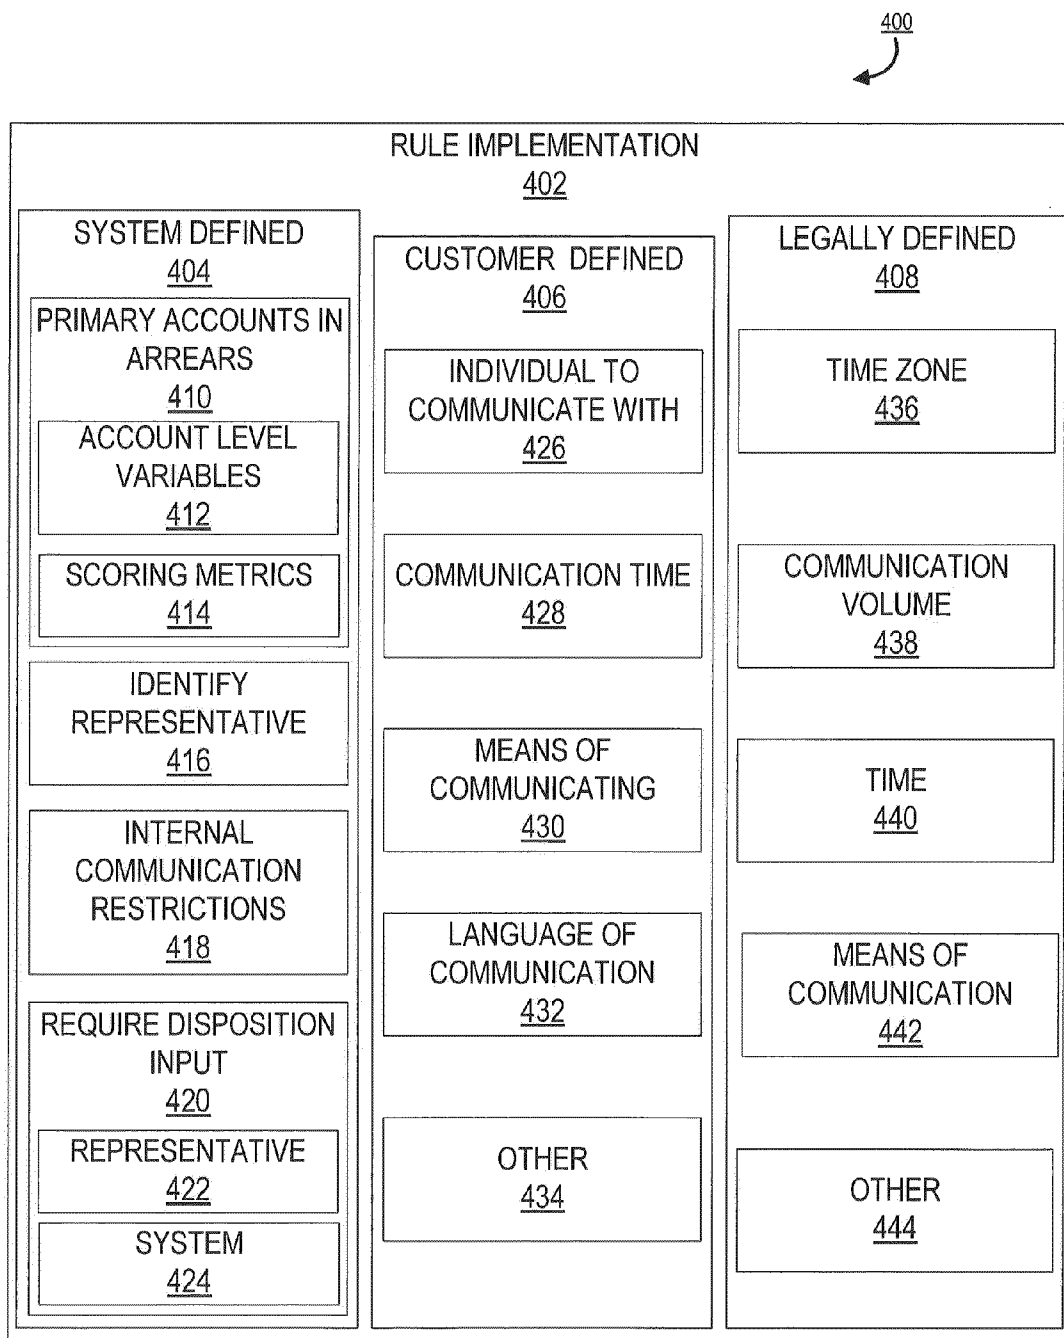 400
RULE IMPLEMENTATION
402
SYSTEM DEFINED
404
PRIMARY ACCOUNTS IN
ARREARS
410
ACCOUNT LEVEL
VARIABLES
412
SCORING METRICS
414
IDENTIFY
REPRESENTATIVE
416
INTERNAL
COMMUNICATION
RESTRICTIONS
418
REQUIRE DISPOSITION
INPUT
420
REPRESENTATIVE
422
SYSTEM
424
CUSTOMER DEFINED
406
INDIVIDUAL TO
COMMUNICATE WITH
426
COMMUNICATION TIME
428
MEANS OF
COMMUNICATING
430
LANGUAGE OF
COMMUNICATION
432
OTHER
434
LEGALLY DEFINED
408
TIME ZONE
436
COMMUNICATION
VOLUME
438
TIME
440
MEANS OF
COMMUNICATION
442
OTHER
444